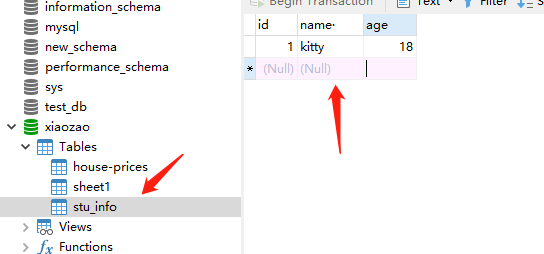 information_schema
mysql
new_schema
performance_schema
sys
test_db
xiaozao
Tables
house-prices
sheet1
stu_info
Views
Functions
Begin Transaction
Text
Filter
id name· age
1 kitty 18
* (Null) (Null)